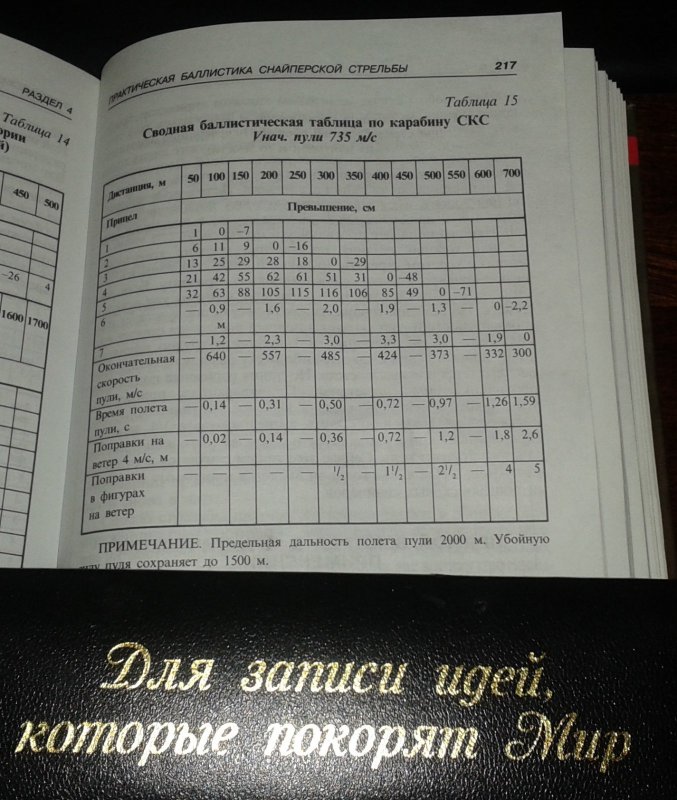 РАЗДЕЛ 4
Таблица 14
450 500
-26 4
1600 1700
ПРАКТИЧЕСКАЯ БАЛЛИСТИКА СНАЙПЕРСКОЙ СТРЕЛЬБЫ 217
Таблица 15
Сводная баллистическая таблица по карабину СКС
Vнач. пули 735 м/с
Дистанция, м 50 100 150 200 250 300 350 400 450 500 550 600 700
Прицел Превышение, см
1 0 -7
1 6 11 9 0 -16
2 13 25 29 28 18 0 -29
3 21 42 55 62 61 51 31 0 -48
4 32 63 88 105 115 116 106 85 49 0 -71
5 — 0,9 — 1,6 — 2,0 — 1,9 — 1,3 — 0 -2,2
6 м
7 — 1,2 — 2,3 — 3,0 — 3,3 — 3,0 — 1,9 0
Окончательная — 640 — 557 — 485 — 424 — 373 — 332 300
скорость
пули, м/с
Время полета — 0,14 — 0,31 — 0,50 — 0,72 — 0,97 — 1,26 1,59
пули, с
Поправки на — 0,02 — 0,14 — 0,36 — 0,72 — 1,2 — 1,8 2,6
ветер 4 м/с, м
Поправки — — — — — 1/2 — 1 1/2 — 2 1/2 — 4 5
в фигурах
на ветер
ПРИМЕЧАНИЕ. Предельная дальность полета пули 2000 м. Убойную
пуля сохраняет до 1500 м.
Для записи идей,
которые покорят Мир